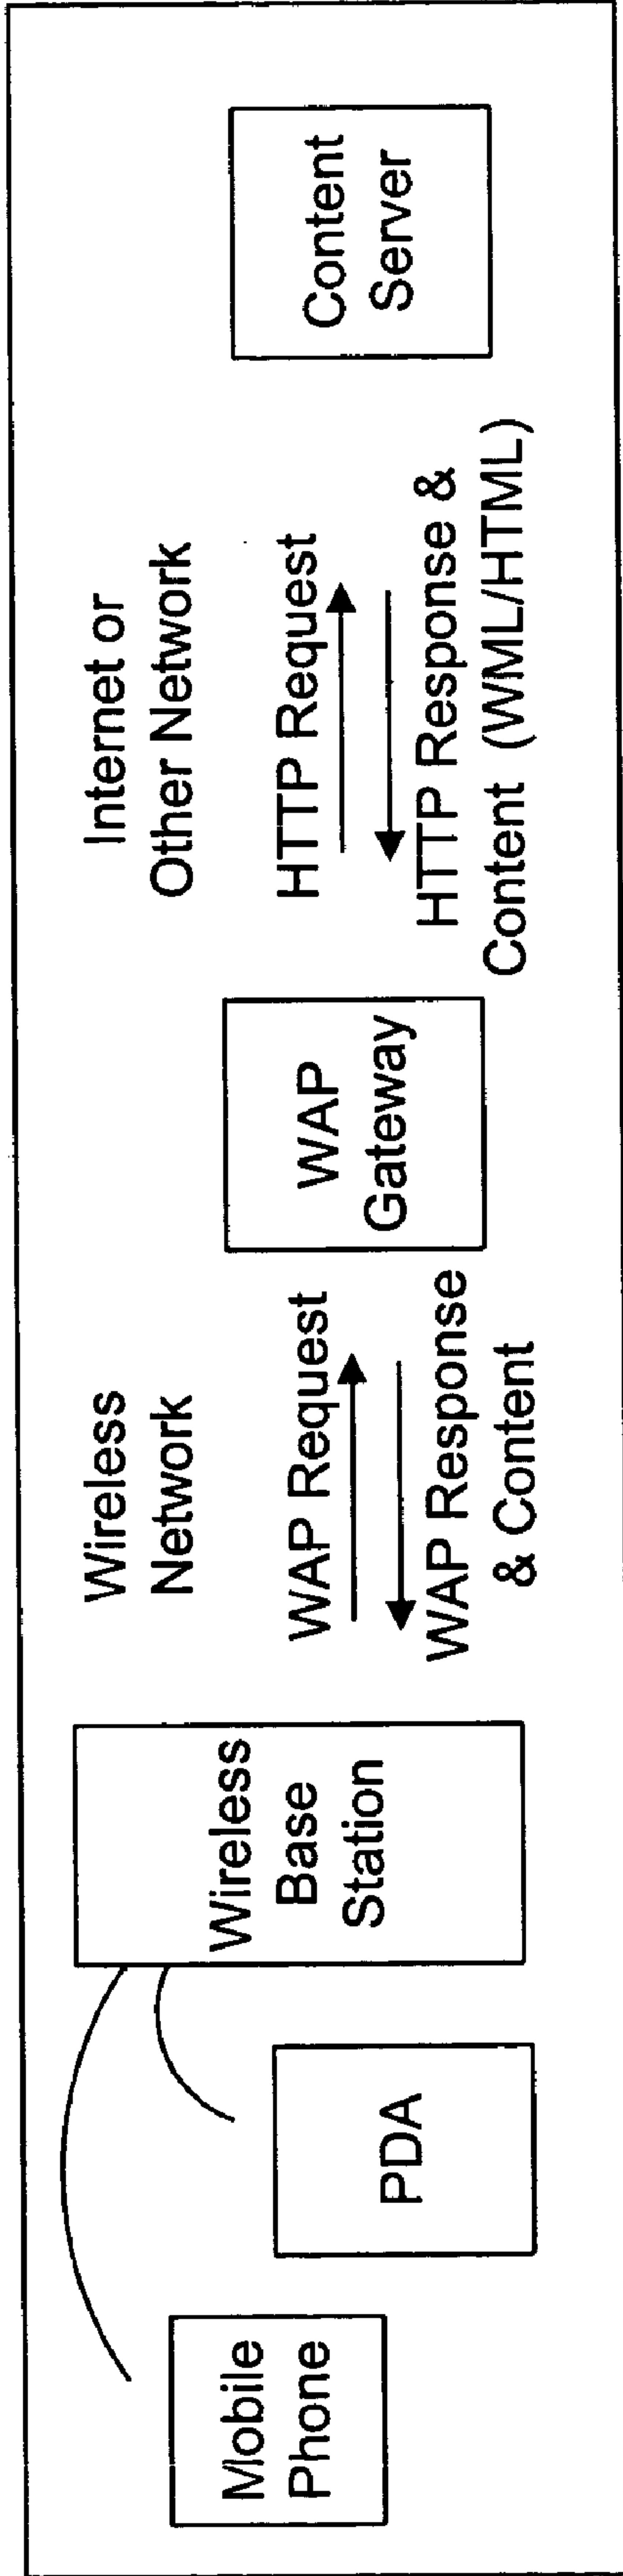 Mobile
Phone
PDA
Wireless
Base
Station
Wireless
Network
WAP Request
WAP Response
& Content
WAP
Gateway
Internet or
Other Network
HTTP Request
HTTP Response &
Content (WML/HTML)
Content
Server